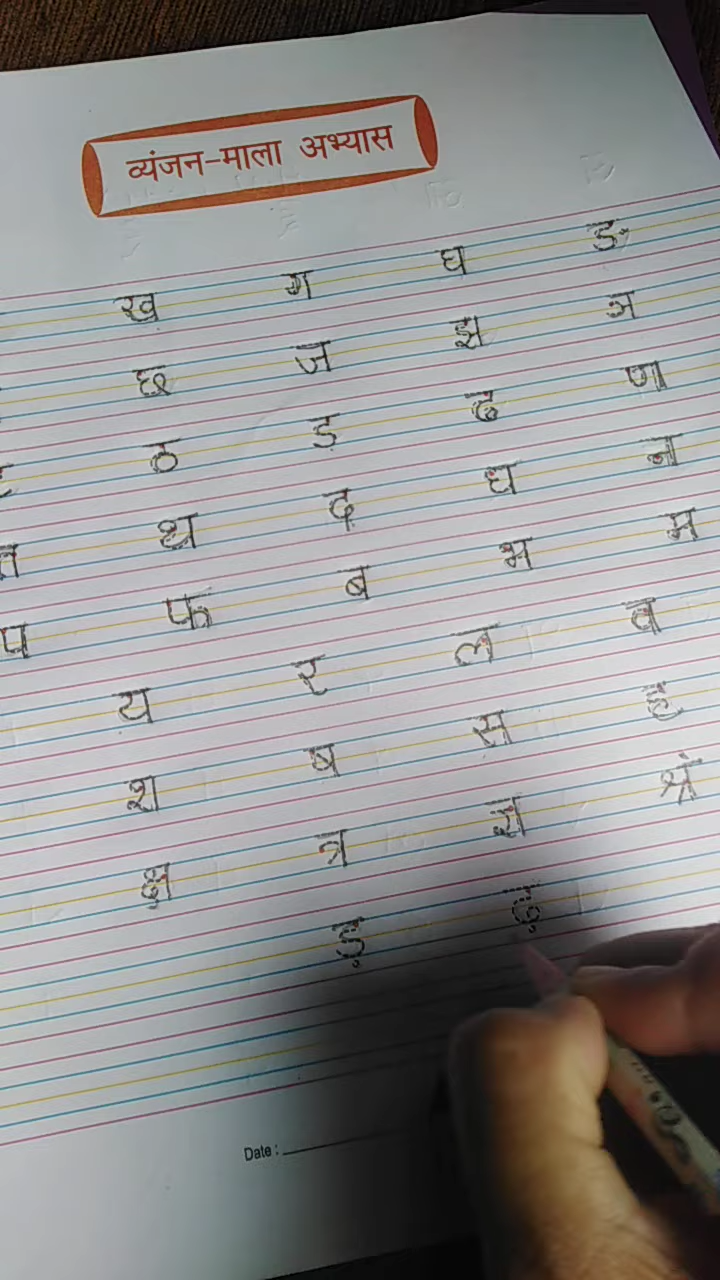 व्यंजन-माला अभ्यास
ख ग घ ङ
छ ज झ ञ
ठ ड ढ ण
त थ द ध न
प फ ब भ म
य र ल व
श ष स ह
क्ष त्र ज्ञ श्रं
ड़ ढ़
Date :